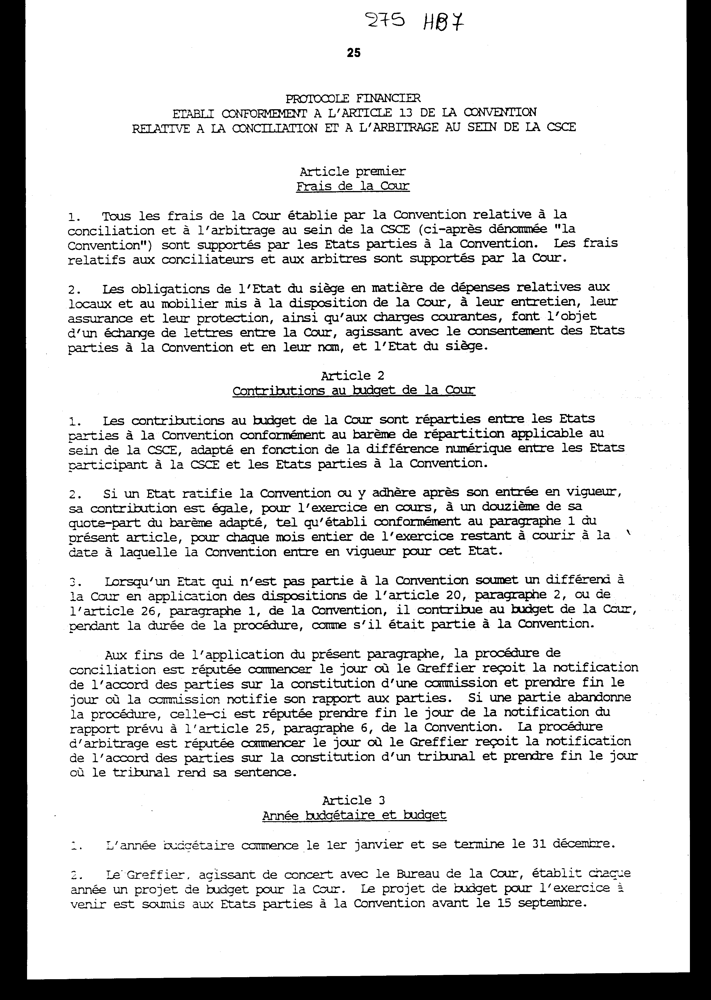 275 HB7
25
PROTOCOLE FINANCIER
ETABLI CONFORMEMENT A L'ARTICLE 13 DE LA CONVENTION
RELATIVE A LA CONCILIATION ET A L'ARBITRAGE AU SEIN DE LA CSCE
Article premier
Frais de la Cour
1. Tous les frais de la Cour établie par la Convention relative à la
conciliation et à l'arbitrage au sein de la CSCE (ci-après dénommée "la
Convention") sont supportés par les Etats parties à la Convention. Les frais
relatifs aux conciliateurs et aux arbitres sont supportés par la Cour.
2. Les obligations de l'Etat du siège en matière de dépenses relatives aux
locaux et au mobilier mis à la disposition de la Cour, à leur entretien, leur
assurance et leur protection, ainsi qu'aux charges courantes, font l'objet
d'un échange de lettres entre la Cour, agissant avec le consentement des Etats
parties à la Convention et en leur nom, et l'Etat du siège.
Article 2
Contributions au budget de la Cour
1. Les contributions au budget de la Cour sont réparties entre les Etats
parties à la Convention conformément au barème de répartition applicable au
sein de la CSCE, adapté en fonction de la différence numérique entre les Etats
participant à la CSCE et les Etats parties à la Convention.
2. Si un Etat ratifie la Convention ou y adhère après son entrée en vigueur,
sa contribution est égale, pour l'exercice en cours, à un douzième de sa
quote-part du barème adapté, tel qu'établi conformément au paragraphe 1 du
présent article, pour chaque mois entier de l'exercice restant à courir à la
date à laquelle la Convention entre en vigueur pour cet Etat.
3. Lorsqu'un Etat qui n'est pas partie à la Convention soumet un différend à
la Cour en application des dispositions de l'article 20, paragraphe 2, ou de
l'article 26, paragraphe 1, de la Convention, il contribue au budget de la Cour,
pendant la durée de la procédure, comme s'il était partie à la Convention.
Aux fins de l'application du présent paragraphe, la procédure de
conciliation est réputée commencer le jour où le Greffier reçoit la notification
de l'accord des parties sur la constitution d'une commission et prendre fin le
jour où la commission notifie son rapport aux parties. Si une partie abandonne
la procédure, celle-ci est réputée prendre fin le jour de la notification du
rapport prévu à l'article 25, paragraphe 6, de la Convention. La procédure
d'arbitrage est réputée commencer le jour où le Greffier reçoit la notification
de l'accord des parties sur la constitution d'un tribunal et prendre fin le jour
où le tribunal rend sa sentence.
Article 3
Année budgétaire et budget
1. L'année budgétaire commence le 1er janvier et se termine le 31 décembre.
2. Le Greffier, agissant de concert avec le Bureau de la Cour, établit chaque
année un projet de budget pour la Cour. Le projet de budget pour l'exercice à
venir est soumis aux Etats parties à la Convention avant le 15 septembre.